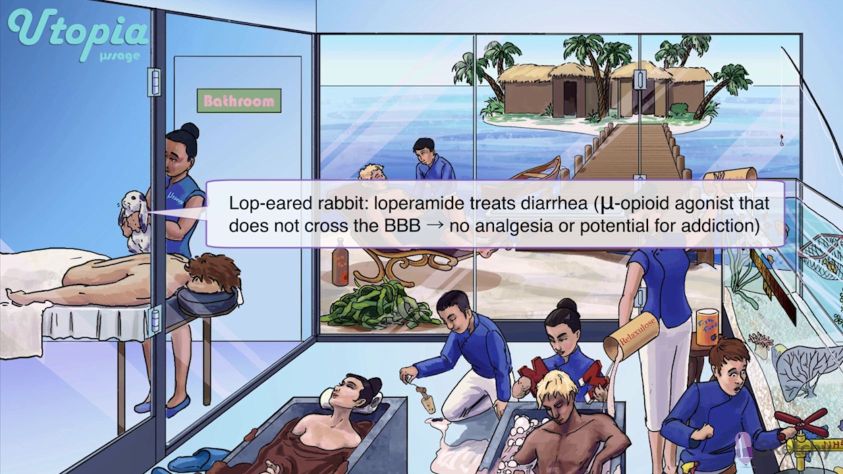 Utopia
μssage
Bathroom
Lop-eared rabbit: loperamide treats diarrhea (μ-opioid agonist that
does not cross the BBB → no analgesia or potential for addiction)
Relaxulose